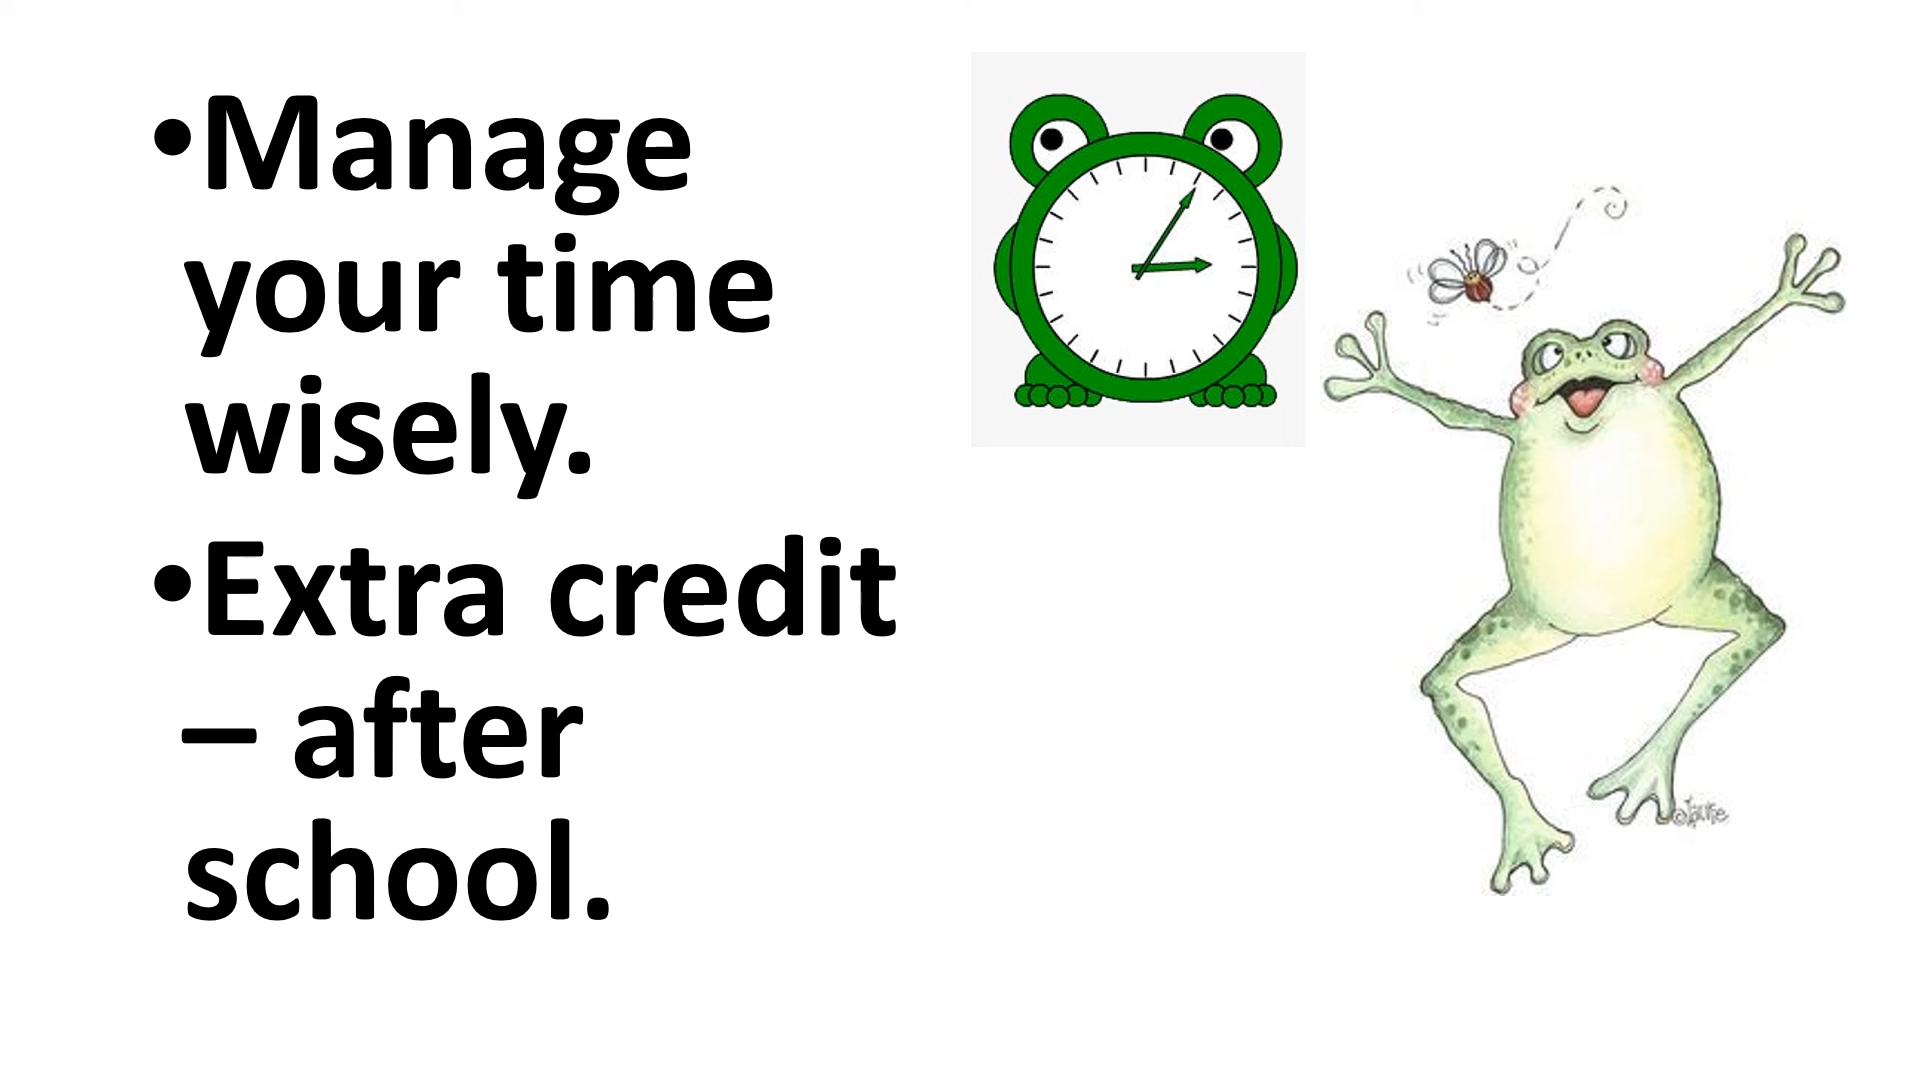 •Manage
your time
wisely.
•Extra credit
– after
school.